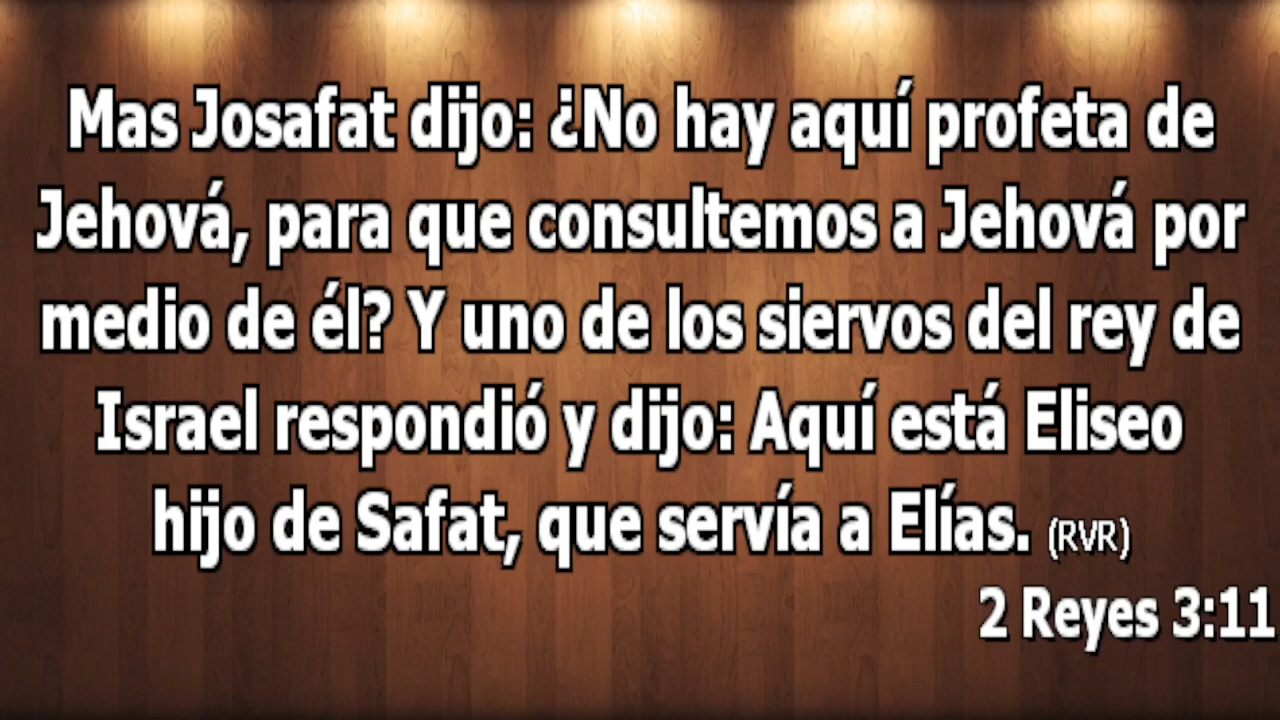 Mas Josafat dijo: ¿No hay aquí profeta de
Jehová, para que consultemos a Jehová por
medio de él? Y uno de los siervos del rey de
Israel respondió y dijo: Aquí está Eliseo
hijo de Safat, que servía a Elías. (RVR)
2 Reyes 3:11